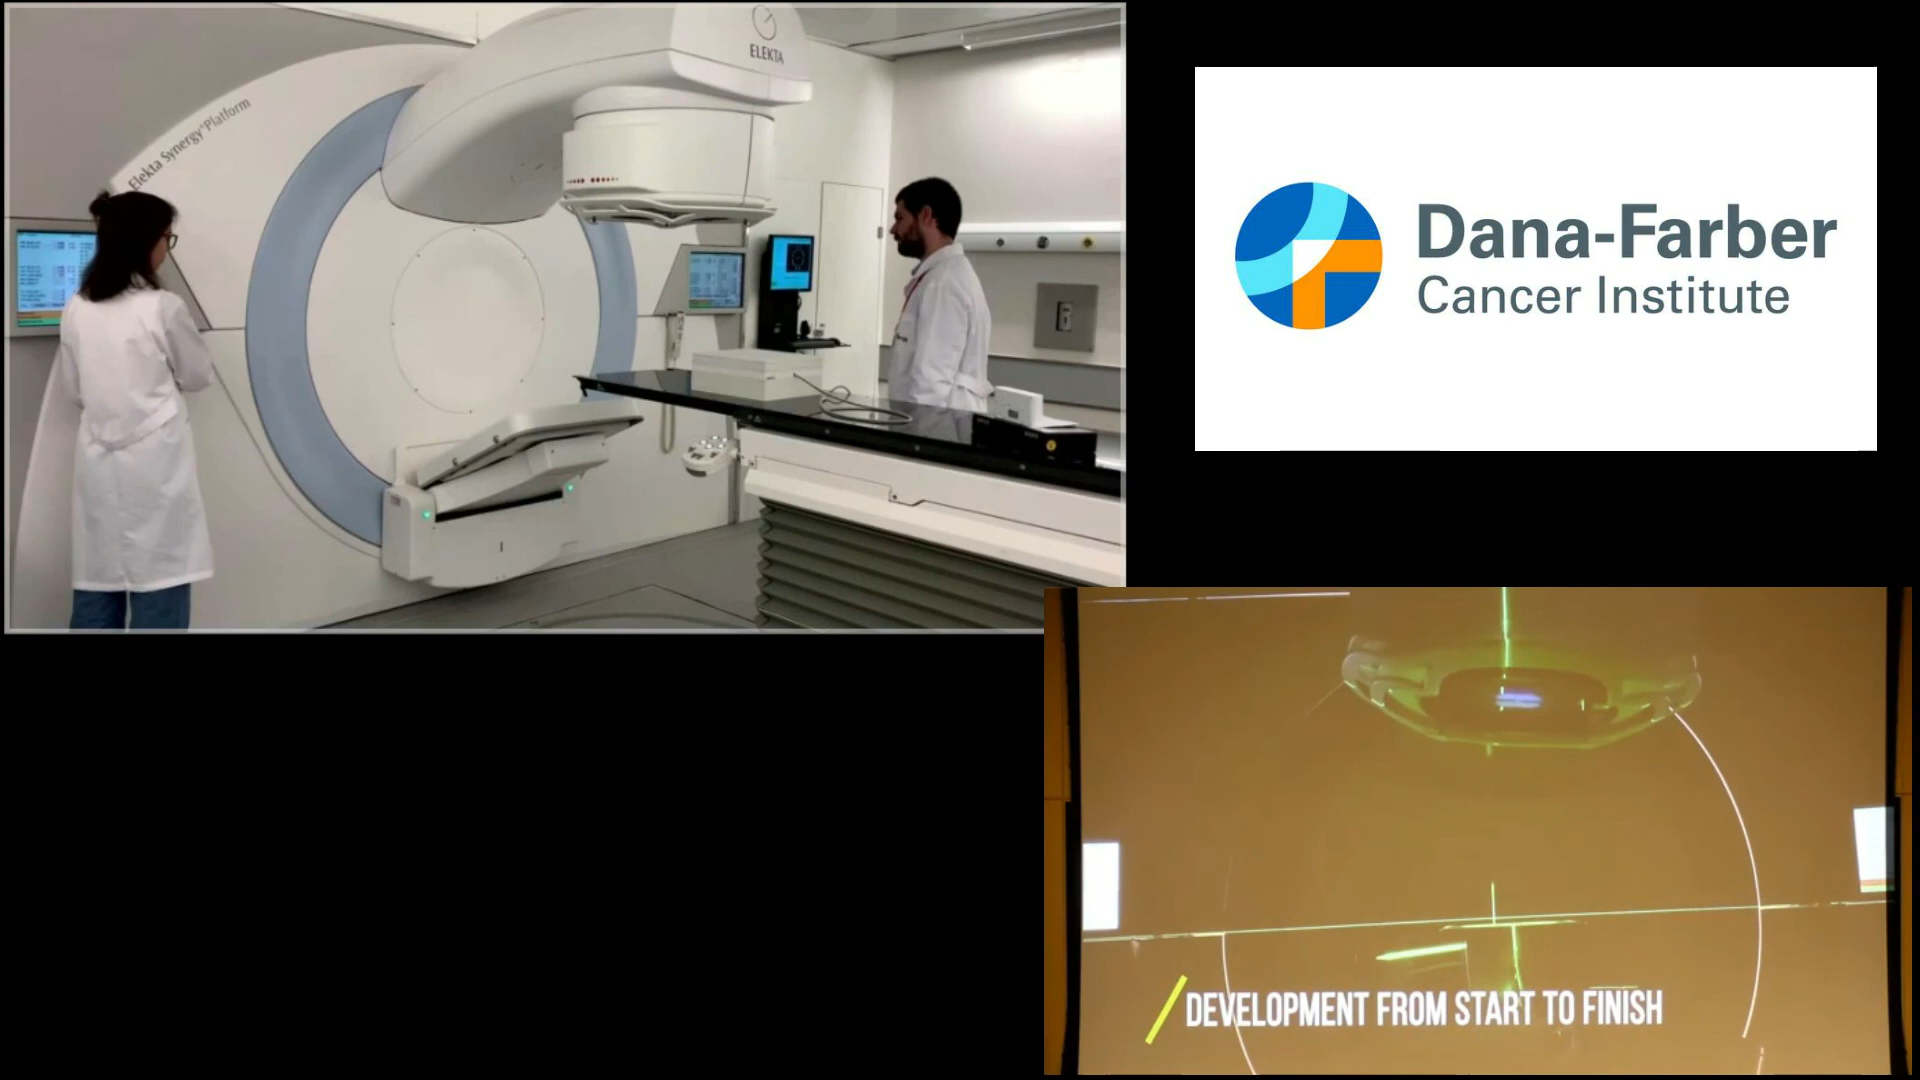 ELEKTA
Elekta Synergy® Platform
Dana-Farber
Cancer Institute
DEVELOPMENT FROM START TO FINISH